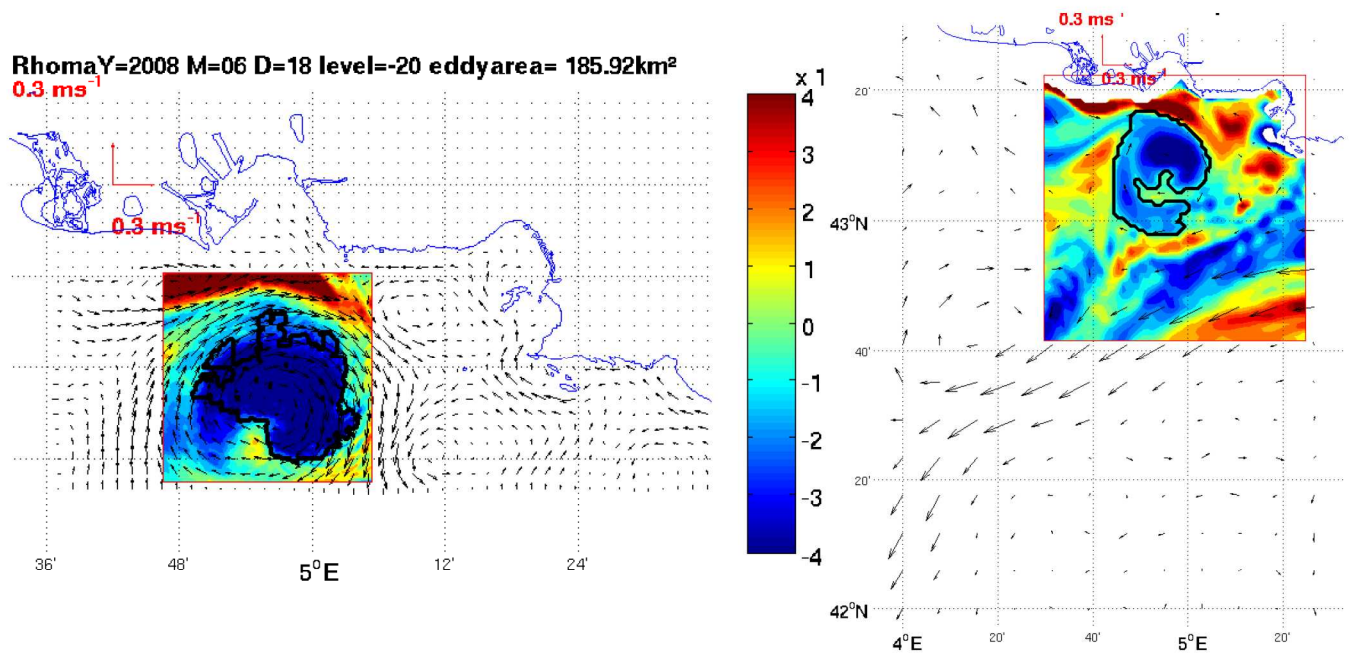 RhomaY=2008 M=06 D=18 level=-20 eddyarea= 185.92km²
0.3 ms⁻¹
0.3 ms⁻¹
36'
48'
5°E
12'
24'
x 1
4
3
2
1
0
-1
-2
-3
-4
0.3 ms⁻¹
0.3 ms⁻¹
20'
43°N
40'
20'
42°N
4°E
20'
40'
5°E
20'